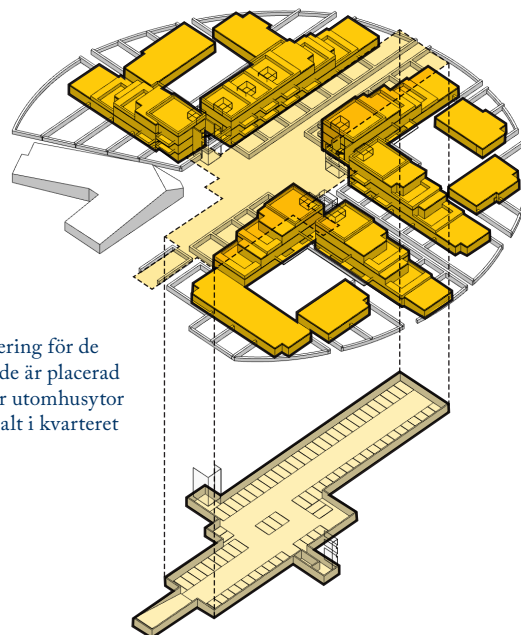 ering för de
de är placerad
r utomhusytor
alt i kvarteret